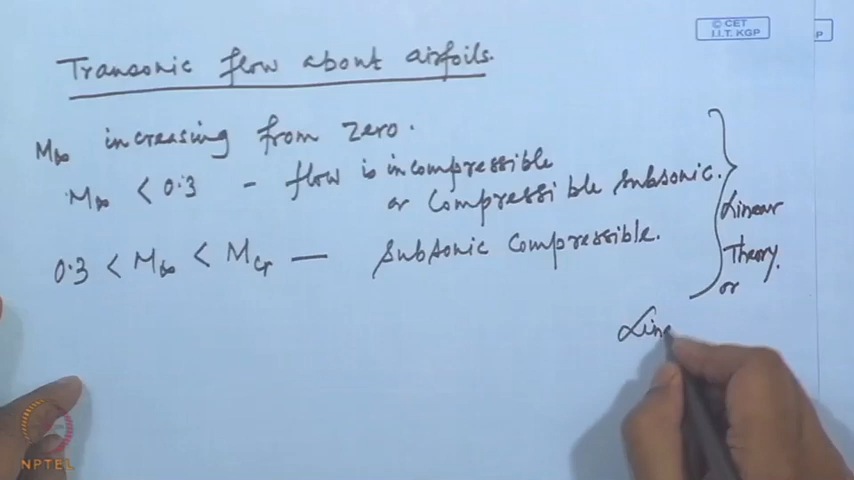 © CET
I.I.T. KGP
Transonic flow about airfoils.
M∞ increasing from zero.
M∞ < 0.3 - flow is incompressible
or compressible subsonic.
0.3 < M∞ < Mcr — subsonic compressible.
Linear
Theory.
or
Line
NPTEL